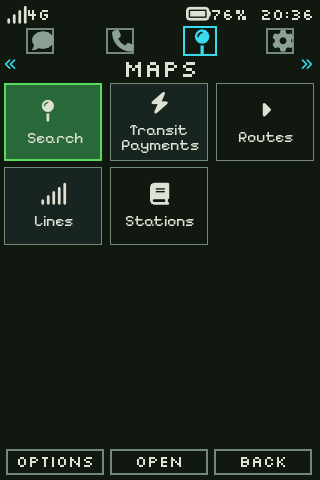 4G 76% 20:36
« »
MAPS
Search
Transit
Payments
Routes
Lines
Stations
OPTIONS OPEN BACK